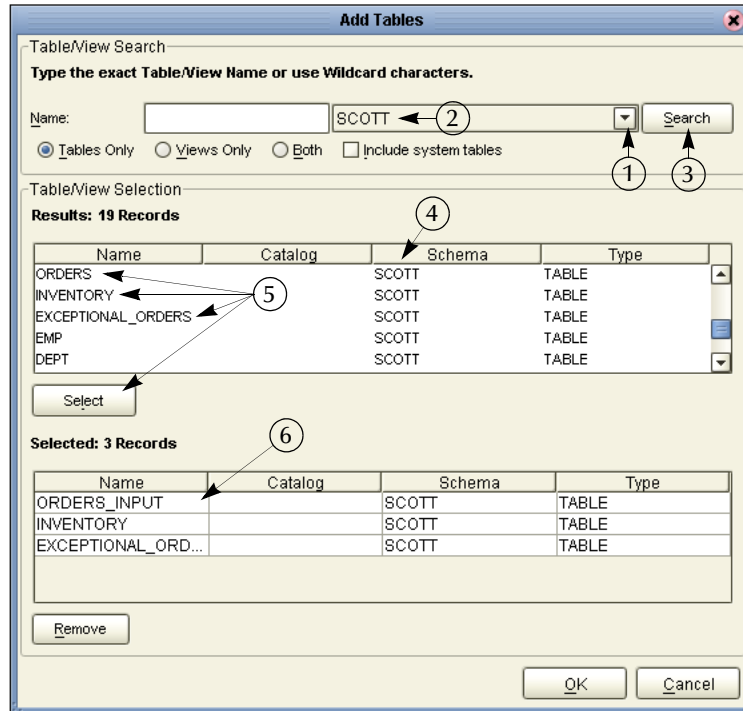 Add Tables
Table/View Search
Type the exact Table/View Name or use Wildcard characters.
Name: SCOTT 2 Search
Tables Only Views Only Both Include system tables
1 3
Table/View Selection
Results: 19 Records
4
Name Catalog Schema Type
ORDERS SCOTT TABLE
INVENTORY SCOTT TABLE
5
EXCEPTIONAL_ORDERS SCOTT TABLE
EMP SCOTT TABLE
DEPT SCOTT TABLE
Select
Selected: 3 Records
6
Name Catalog Schema Type
ORDERS_INPUT SCOTT TABLE
INVENTORY SCOTT TABLE
EXCEPTIONAL_ORD... SCOTT TABLE
Remove
OK Cancel